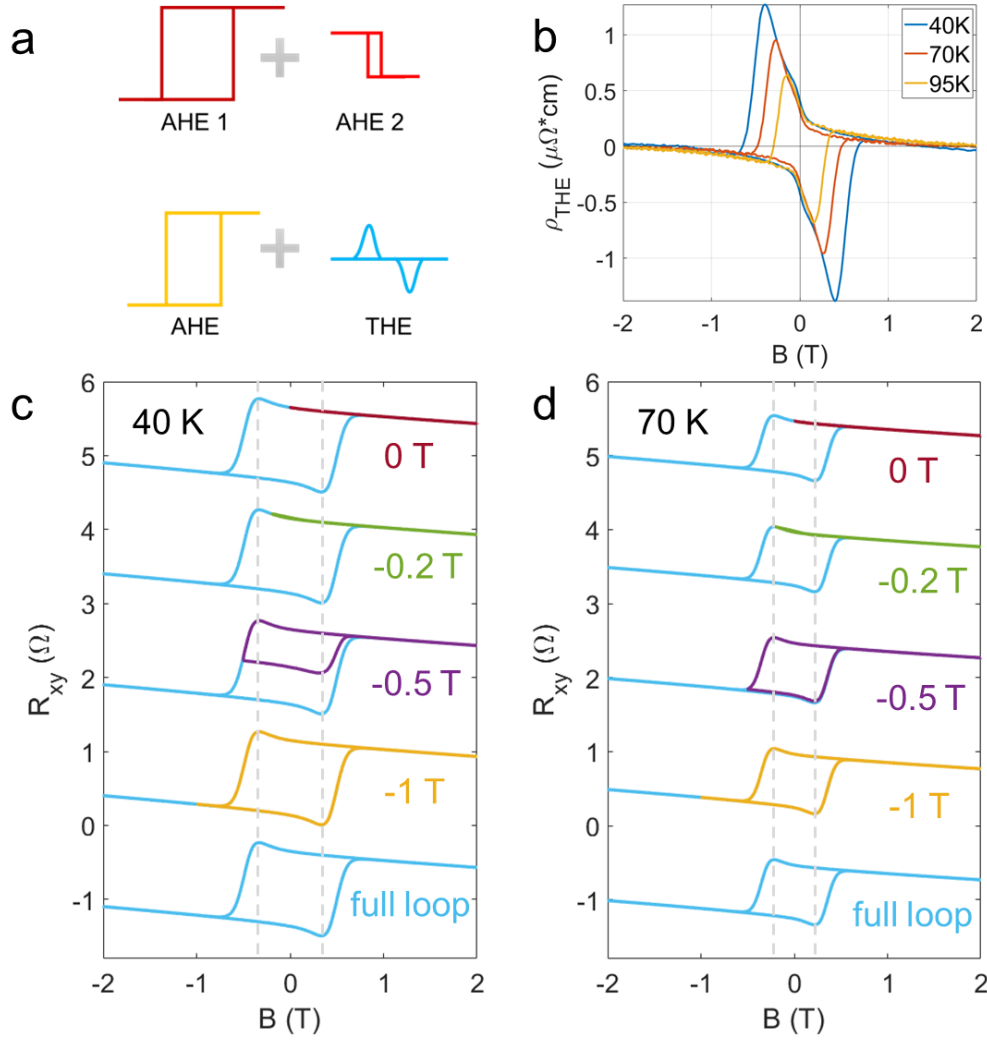 a
AHE 1
AHE 2
AHE
THE
b
ρTHE (μΩ*cm)
1
0.5
0
-0.5
-1
-2
-1
0
1
2
B (T)
40K
70K
95K
c
40 K
Rxy (Ω)
6
5
4
3
2
1
0
-1
0 T
-0.2 T
-0.5 T
-1 T
full loop
-2
-1
0
1
2
B (T)
d
70 K
Rxy (Ω)
6
5
4
3
2
1
0
-1
0 T
-0.2 T
-0.5 T
-1 T
full loop
-2
-1
0
1
2
B (T)